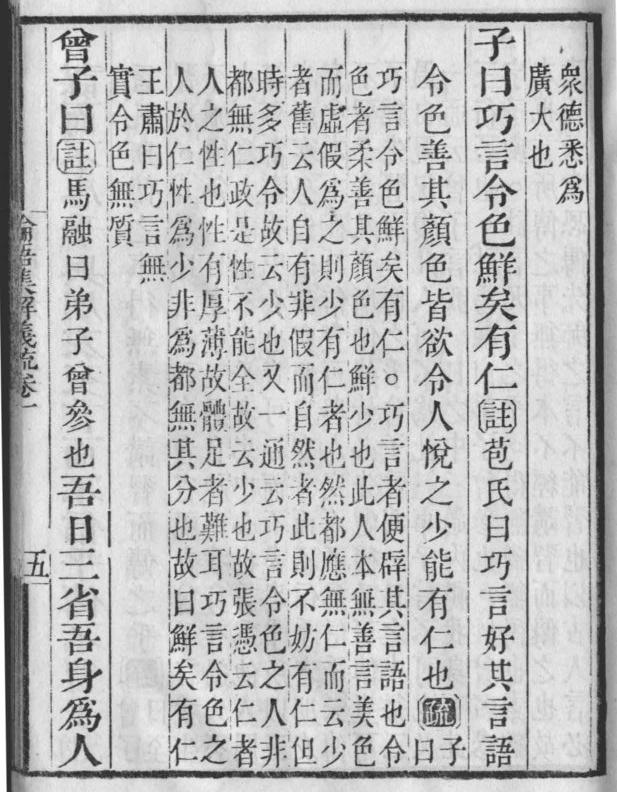 衆德悉爲
廣大也
子曰巧言令色鮮矣有仁註苞氏曰巧言好其言語
令色善其顏色皆欲令人悅之少能有仁也疏子
曰
巧言令色鮮矣有仁○巧言者便辟其言語也令
色者柔善其顏色也鮮少也此人本無善言美色
而虛假爲之則少有仁者也然都應無仁而云少
者舊云人自有非假而自然者此則不妨有仁但
時多巧令故云少也又一通云巧言令色之人非
都無仁政是性不能全故云少也故張憑云仁者
人之性也性有厚薄故體足者難耳巧言令色之
人於仁性爲少非爲都無其分也故曰鮮矣有仁
王肅曰巧言無
實令色無質
曾子曰註馬融曰弟子曾參也吾日三省吾身爲人
論語集解義疏卷一
五